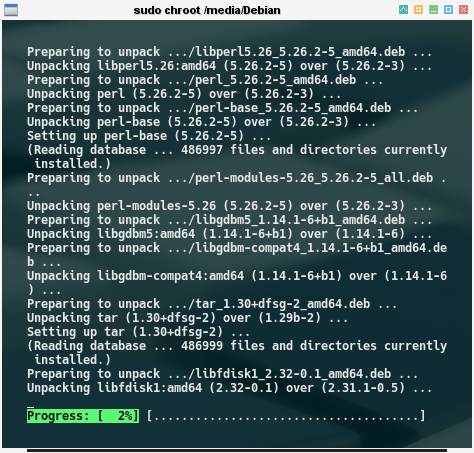 sudo chroot /media/Debian
Preparing to unpack .../libperl5.26_5.26.2-5_amd64.deb ...
Unpacking libperl5.26:amd64 (5.26.2-5) over (5.26.2-3) ...
Preparing to unpack .../perl_5.26.2-5_amd64.deb ...
Unpacking perl (5.26.2-5) over (5.26.2-3) ...
Preparing to unpack .../perl-base_5.26.2-5_amd64.deb ...
Unpacking perl-base (5.26.2-5) over (5.26.2-3) ...
Setting up perl-base (5.26.2-5) ...
(Reading database ... 486997 files and directories currently
 installed.)
Preparing to unpack .../perl-modules-5.26_5.26.2-5_all.deb .
..
Unpacking perl-modules-5.26 (5.26.2-5) over (5.26.2-3) ...
Preparing to unpack .../libgdbm5_1.14.1-6+b1_amd64.deb ...
Unpacking libgdbm5:amd64 (1.14.1-6+b1) over (1.14.1-6) ...
Preparing to unpack .../libgdbm-compat4_1.14.1-6+b1_amd64.de
b ...
Unpacking libgdbm-compat4:amd64 (1.14.1-6+b1) over (1.14.1-6
) ...
Preparing to unpack .../tar_1.30+dfsg-2_amd64.deb ...
Unpacking tar (1.30+dfsg-2) over (1.29b-2) ...
Setting up tar (1.30+dfsg-2) ...
(Reading database ... 486999 files and directories currently
 installed.)
Preparing to unpack .../libfdisk1_2.32-0.1_amd64.deb ...
Unpacking libfdisk1:amd64 (2.32-0.1) over (2.31.1-0.5) ...
Progress: [  2%] [......................................]